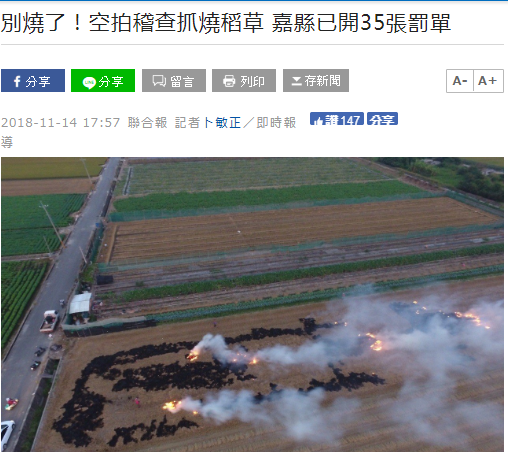 別燒了！空拍稽查抓燒稻草 嘉縣已開35張罰單
分享
分享
留言
列印
存新聞
A-
A+
2018-11-14 17:57 聯合報 記者卜敏正／即時報
讚 147
分享
導